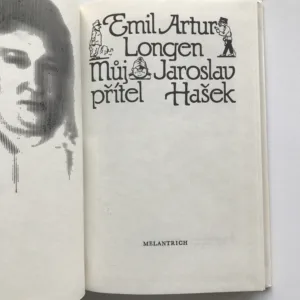 Emil Artur
Longen
Můj Jaroslav
přítel Hašek
MELANTRICH